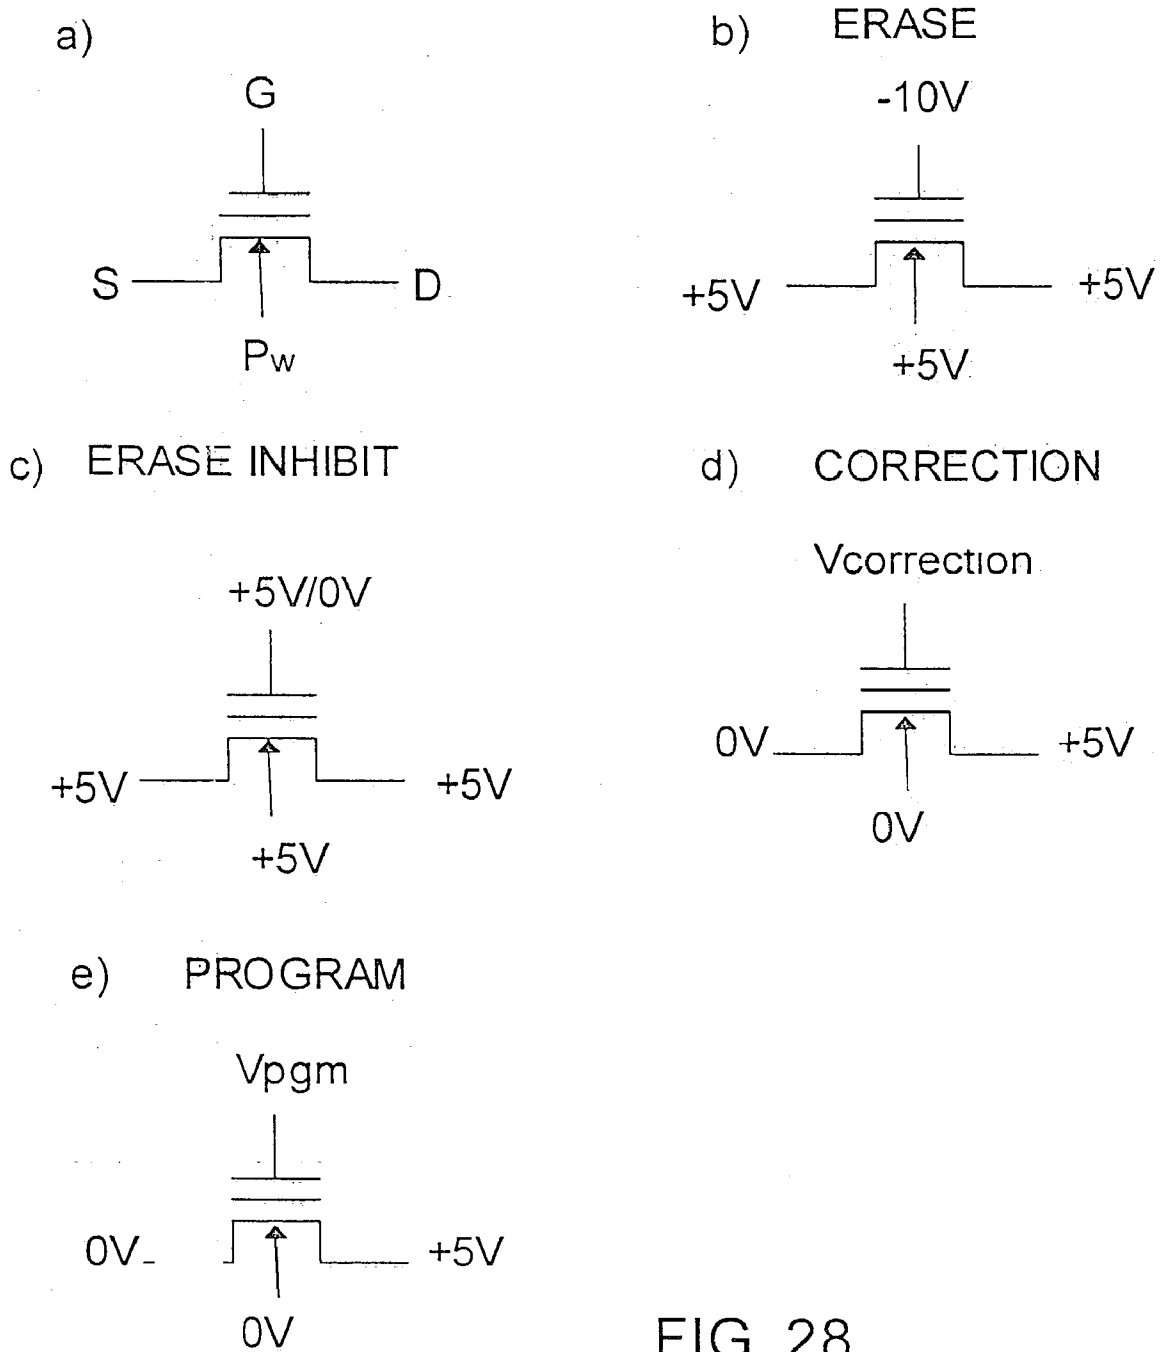 a)
G
S
D
Pw
b) ERASE
-10V
+5V
+5V
+5V
c) ERASE INHIBIT
+5V/0V
+5V
+5V
+5V
d) CORRECTION
Vcorrection
0V
+5V
0V
e) PROGRAM
Vpgm
0V
+5V
0V
FIG. 28